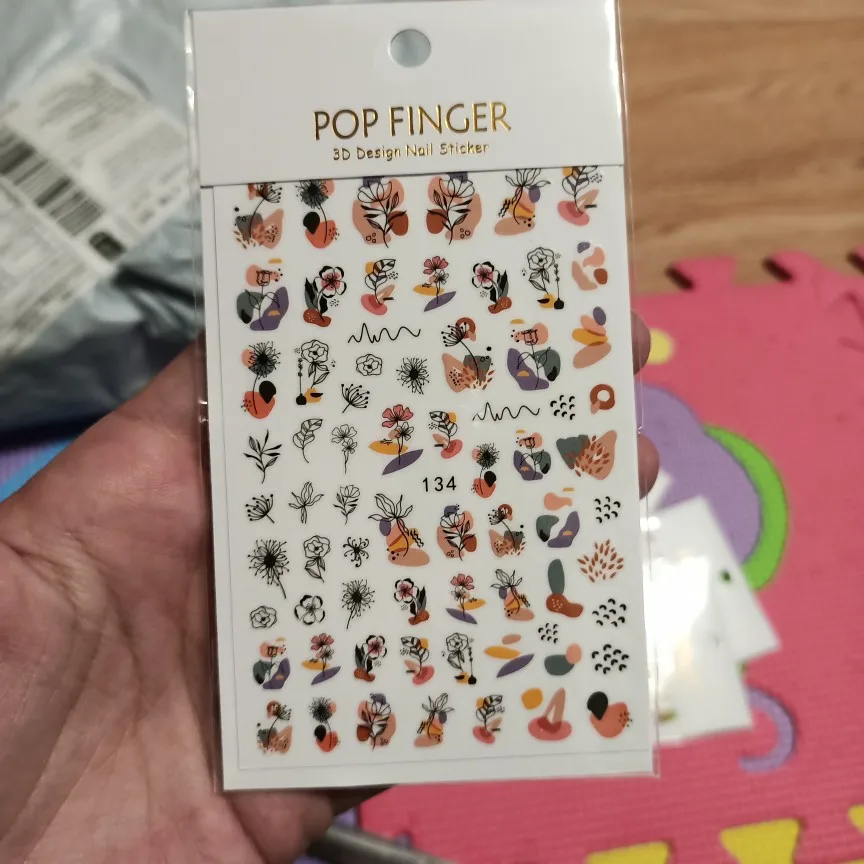 POP FINGER
3D Design Nail Sticker
134